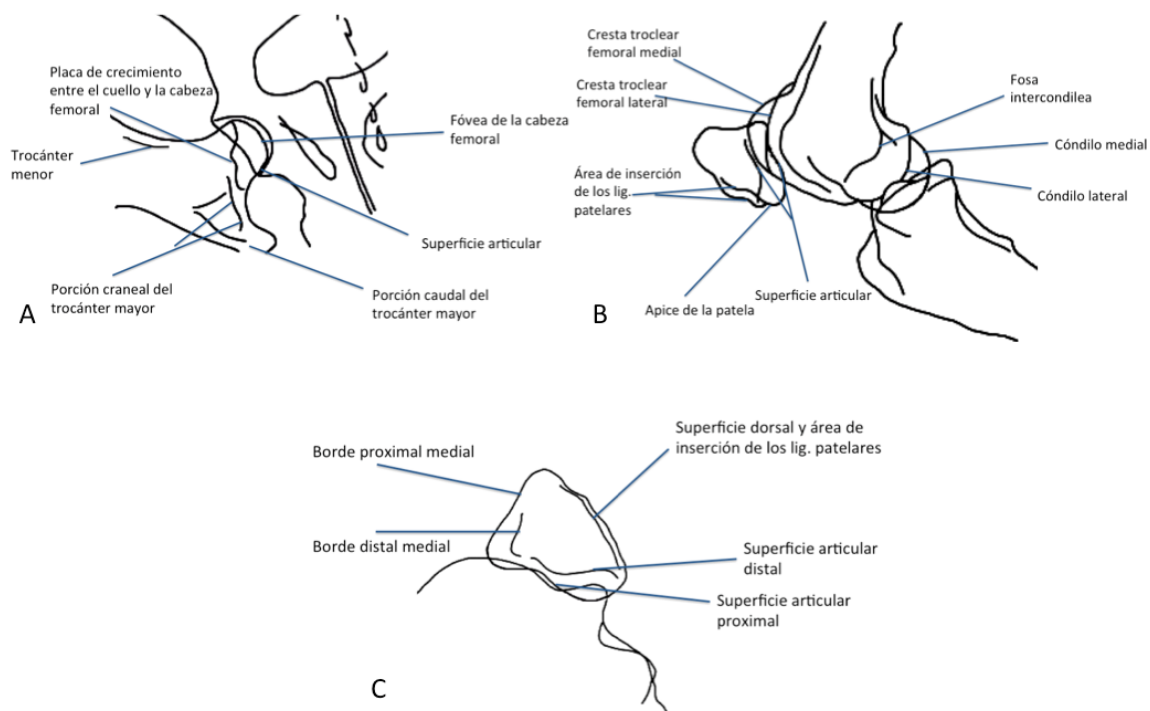 Placa de crecimiento
entre el cuello y la cabeza
femoral
Trocánter
menor
Fóvea de la cabeza
femoral
Superficie articular
Porción craneal del
trocánter mayor
Porción caudal del
trocánter mayor
A
Cresta troclear
femoral medial
Cresta troclear
femoral lateral
Fosa
intercondilea
Cóndilo medial
Área de inserción
de los lig.
patelares
Cóndilo lateral
Superficie articular
Apice de la patela
B
Superficie dorsal y área de
inserción de los lig. patelares
Borde proximal medial
Borde distal medial
Superficie articular
distal
Superficie articular
proximal
C